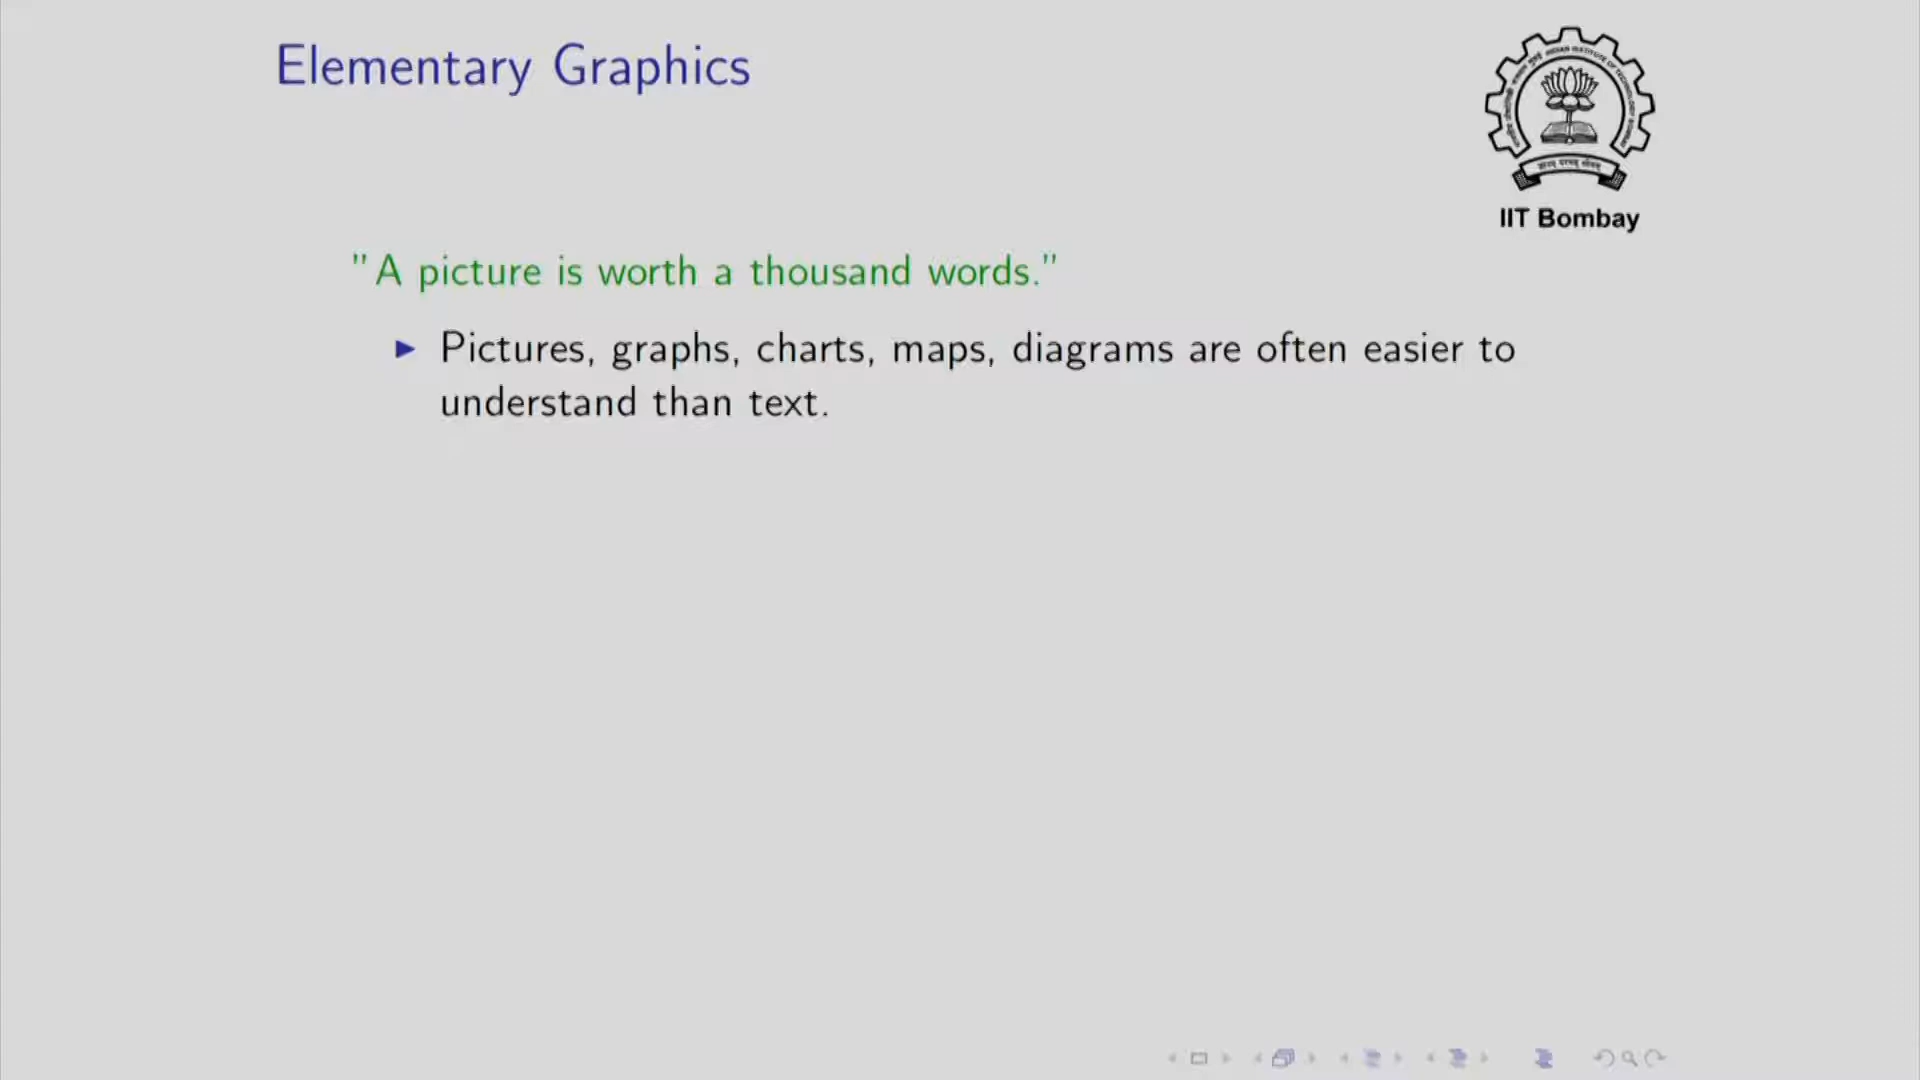 Elementary Graphics
IIT Bombay
"A picture is worth a thousand words."
Pictures, graphs, charts, maps, diagrams are often easier to
understand than text.